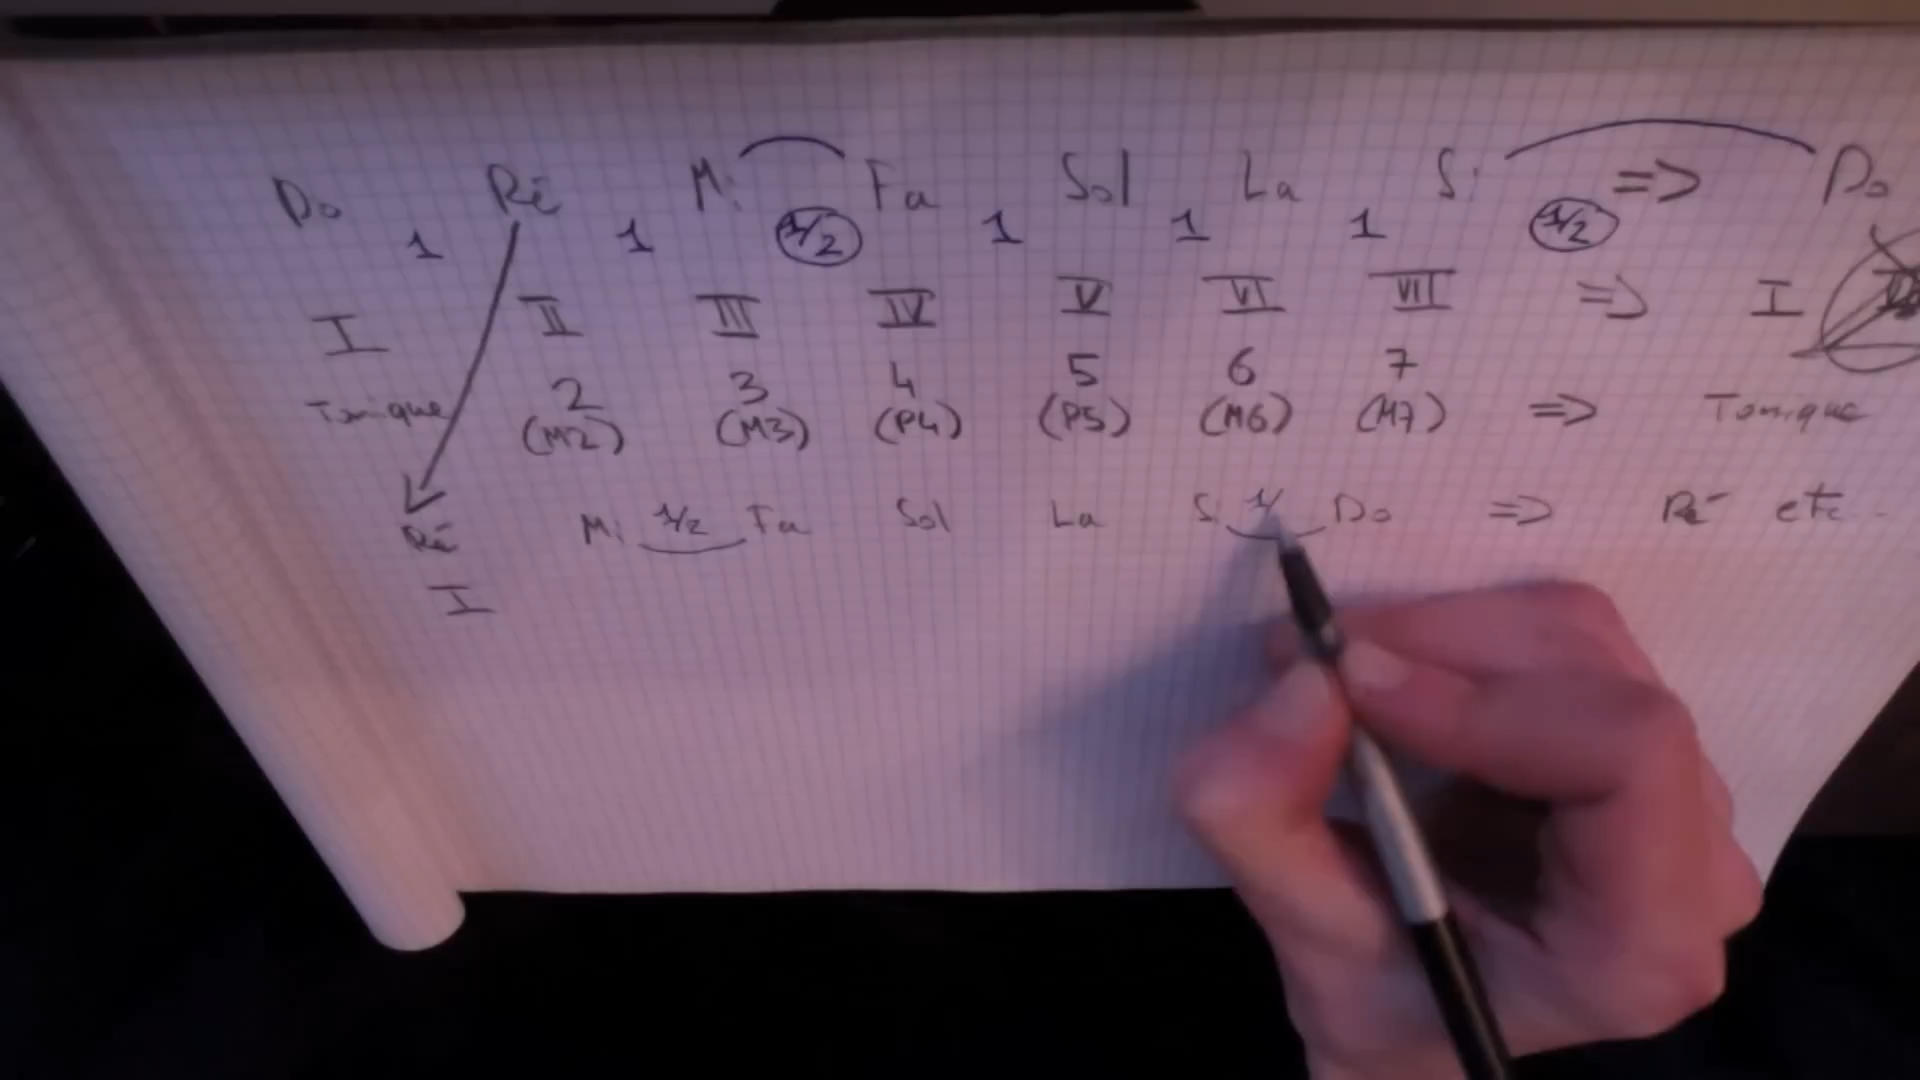 Do Ré Mi Fa Sol La Si => Do
1 1 1/2 1 1 1 1/2
I II III IV V VI VII => I
2 3 4 5 6 7
Tonique (M2) (M3) (P4) (P5) (M6) (M7) => Tonique
Ré Mi 1/2 Fa Sol La Si 1/ Do => Ré etc..
I